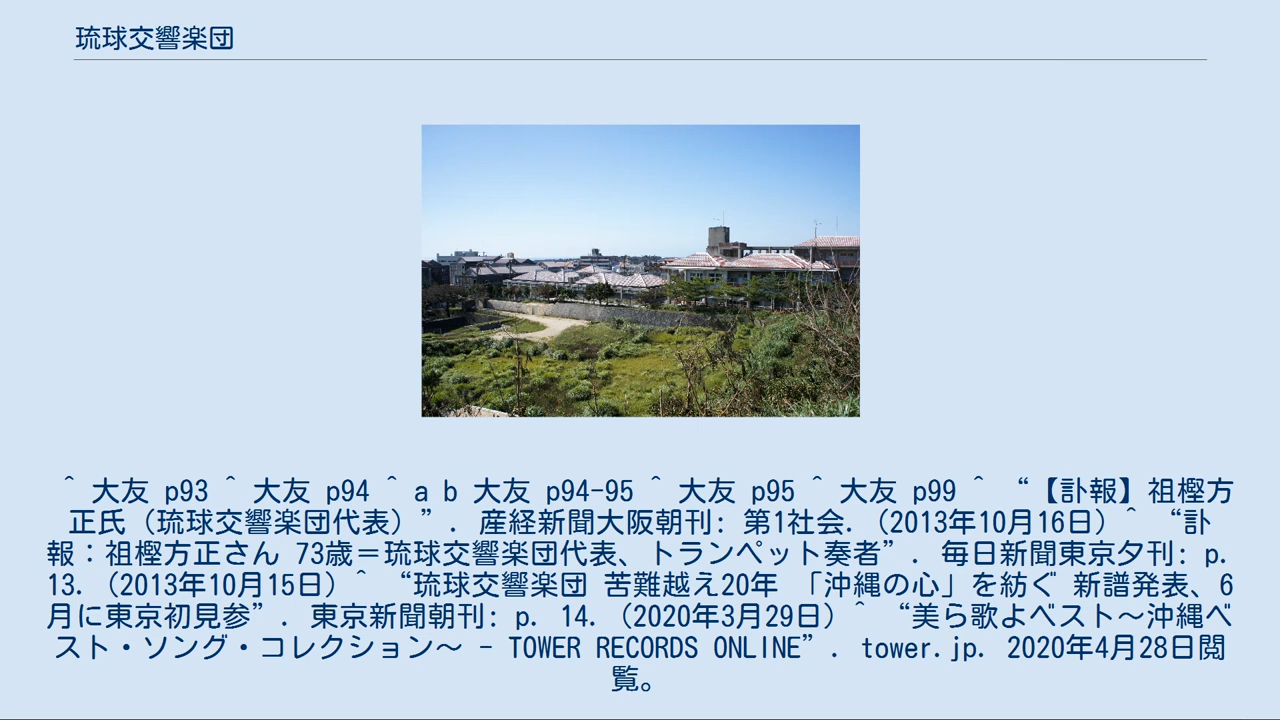 琉球交響楽団
^ 大友 p93 ^ 大友 p94 ^ a b 大友 p94-95 ^ 大友 p95 ^ 大友 p99 ^ “【訃報】祖慶方
正氏（琉球交響楽団代表）”. 産経新聞大阪朝刊: 第1社会. （2013年10月16日）^ “訃
報：祖慶方正さん 73歳＝琉球交響楽団代表、トランペット奏者”. 毎日新聞東京夕刊: p.
13. （2013年10月15日）^ “琉球交響楽団 苦難越え20年 「沖縄の心」を紡ぐ 新譜発表、6
月に東京初見参”. 東京新聞朝刊: p. 14. （2020年3月29日）^ “美ら歌よベスト～沖縄ベ
スト・ソング・コレクション～ - TOWER RECORDS ONLINE”. tower.jp. 2020年4月28日閲
覧。